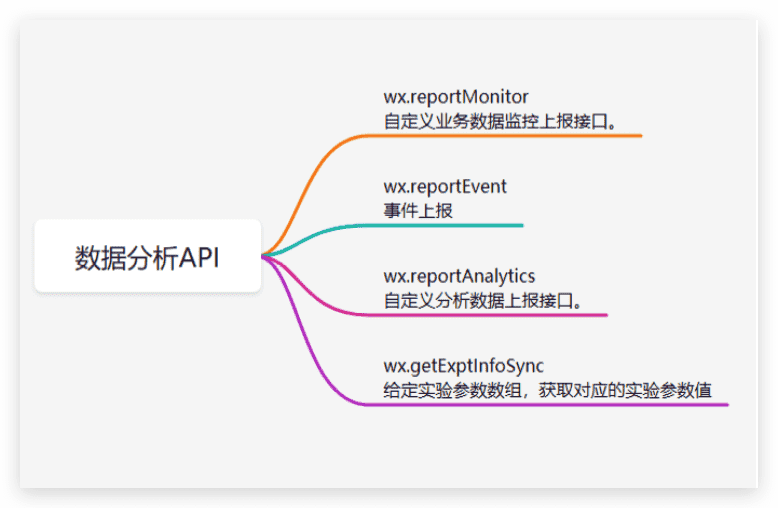 wx.reportMonitor
自定义业务数据监控上报接口。
wx.reportEvent
事件上报
数据分析API
wx.reportAnalytics
自定义分析数据上报接口。
wx.getExptInfoSync
给定实验参数数组，获取对应的实验参数值